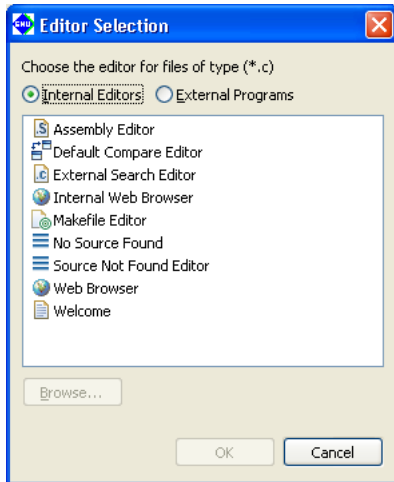 GNU Editor Selection
Choose the editor for files of type (*.c)
Internal Editors External Programs
.S Assembly Editor
Default Compare Editor
.c External Search Editor
Internal Web Browser
Makefile Editor
No Source Found
Source Not Found Editor
Web Browser
Welcome
Browse...
OK Cancel